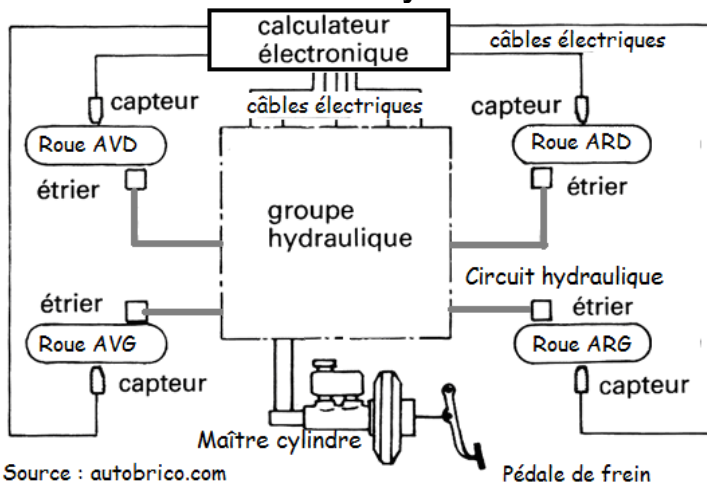 calculateur
électronique
câbles électriques
capteur
câbles électriques
capteur
Roue AVD
Roue ARD
étrier
étrier
groupe
hydraulique
Circuit hydraulique
étrier
étrier
Roue AVG
Roue ARG
capteur
capteur
Maître cylindre
Source : autobrico.com
Pédale de frein